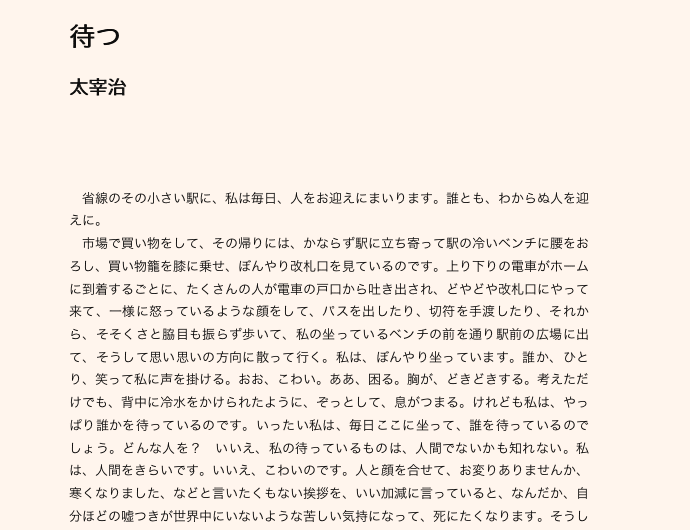 待つ
太宰治
　省線のその小さい駅に、私は毎日、人をお迎えにまいります。誰とも、わからぬ人を迎
えに。
　市場で買い物をして、その帰りには、かならず駅に立ち寄って駅の冷いベンチに腰をお
ろし、買い物籠を膝に乗せ、ぼんやり改札口を見ているのです。上り下りの電車がホーム
に到着するごとに、たくさんの人が電車の戸口から吐き出され、どやどや改札口にやって
来て、一様に怒っているような顔をして、パスを出したり、切符を手渡したり、それか
ら、そそくさと脇目も振らず歩いて、私の坐っているベンチの前を通り駅前の広場に出
て、そうして思い思いの方向に散って行く。私は、ぼんやり坐っています。誰か、ひと
り、笑って私に声を掛ける。おお、こわい。ああ、困る。胸が、どきどきする。考えただ
けでも、背中に冷水をかけられたように、ぞっとして、息がつまる。けれども私は、やっ
ぱり誰かを待っているのです。いったい私は、毎日ここに坐って、誰を待っているので
しょう。どんな人を？　いいえ、私の待っているものは、人間でないかも知れない。私
は、人間をきらいです。いいえ、こわいのです。人と顔を合せて、お変りありませんか、
寒くなりました、などと言いたくもない挨拶を、いい加減に言っていると、なんだか、自
分ほどの嘘つきが世界中にいないような苦しい気持になって、死にたくなります。そうし